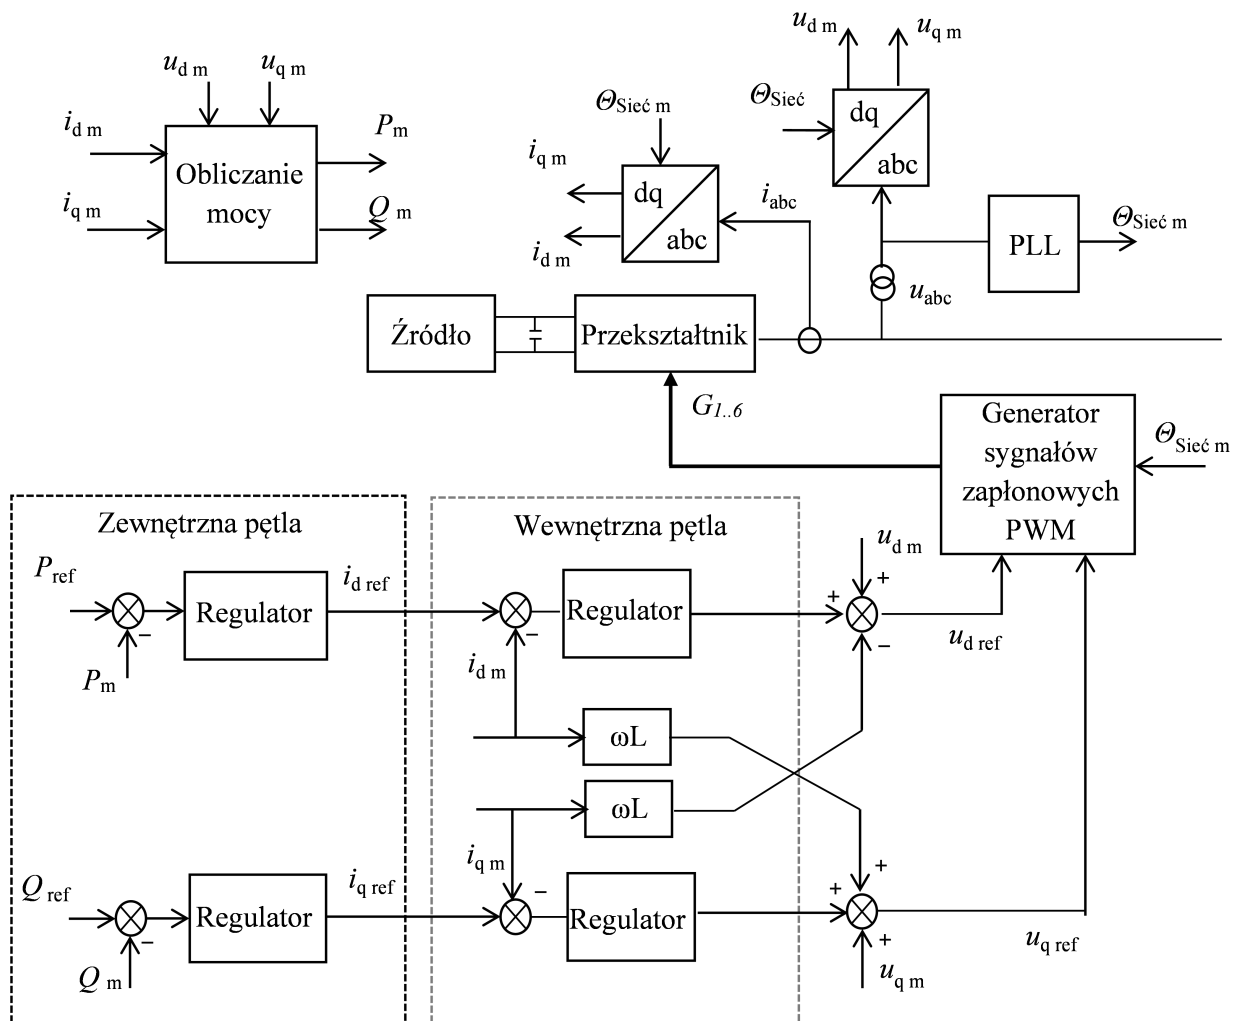 u d m
u q m
i d m
i q m
Obliczanie
mocy
P m
Q m
Θ Sieć m
i q m
i d m
dq
abc
i abc
u d m
u q m
Θ Sieć
dq
abc
PLL
Θ Sieć m
u abc
Źródło
Przekształtnik
G 1..6
Generator
sygnałów
zapłonowych
PWM
Θ Sieć m
Zewnętrzna pętla
P ref
−
P m
Regulator
i d ref
Wewnętrzna pętla
−
i d m
Regulator
u d m
+
+
−
u d ref
ωL
ωL
Q ref
−
Q m
Regulator
i q ref
i q m
−
Regulator
+
+
+
u q m
u q ref